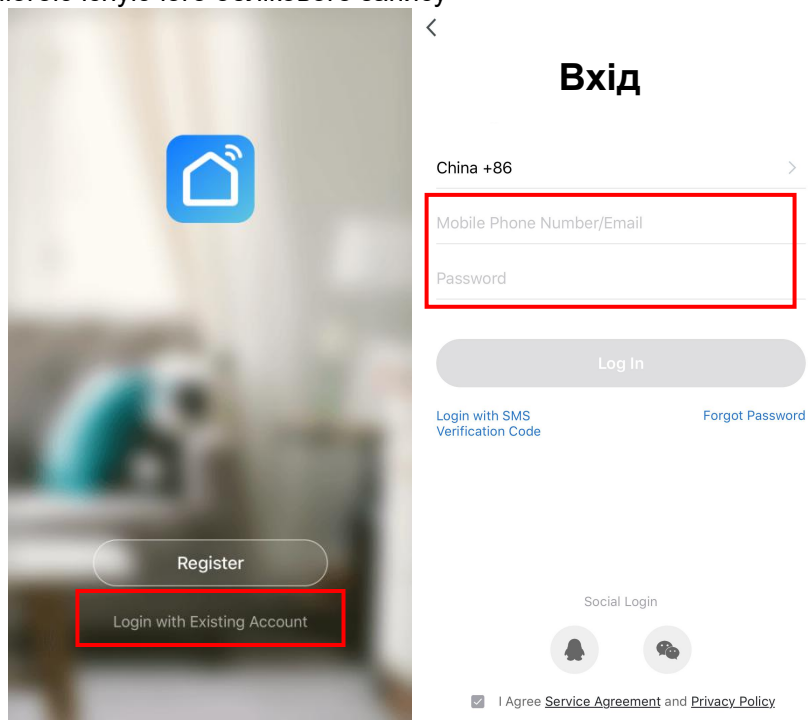 Register
Login with Existing Account
Вхід
China +86
Mobile Phone Number/Email
Password
Log In
Login with SMS
Verification Code
Forgot Password
Social Login
I Agree Service Agreement and Privacy Policy